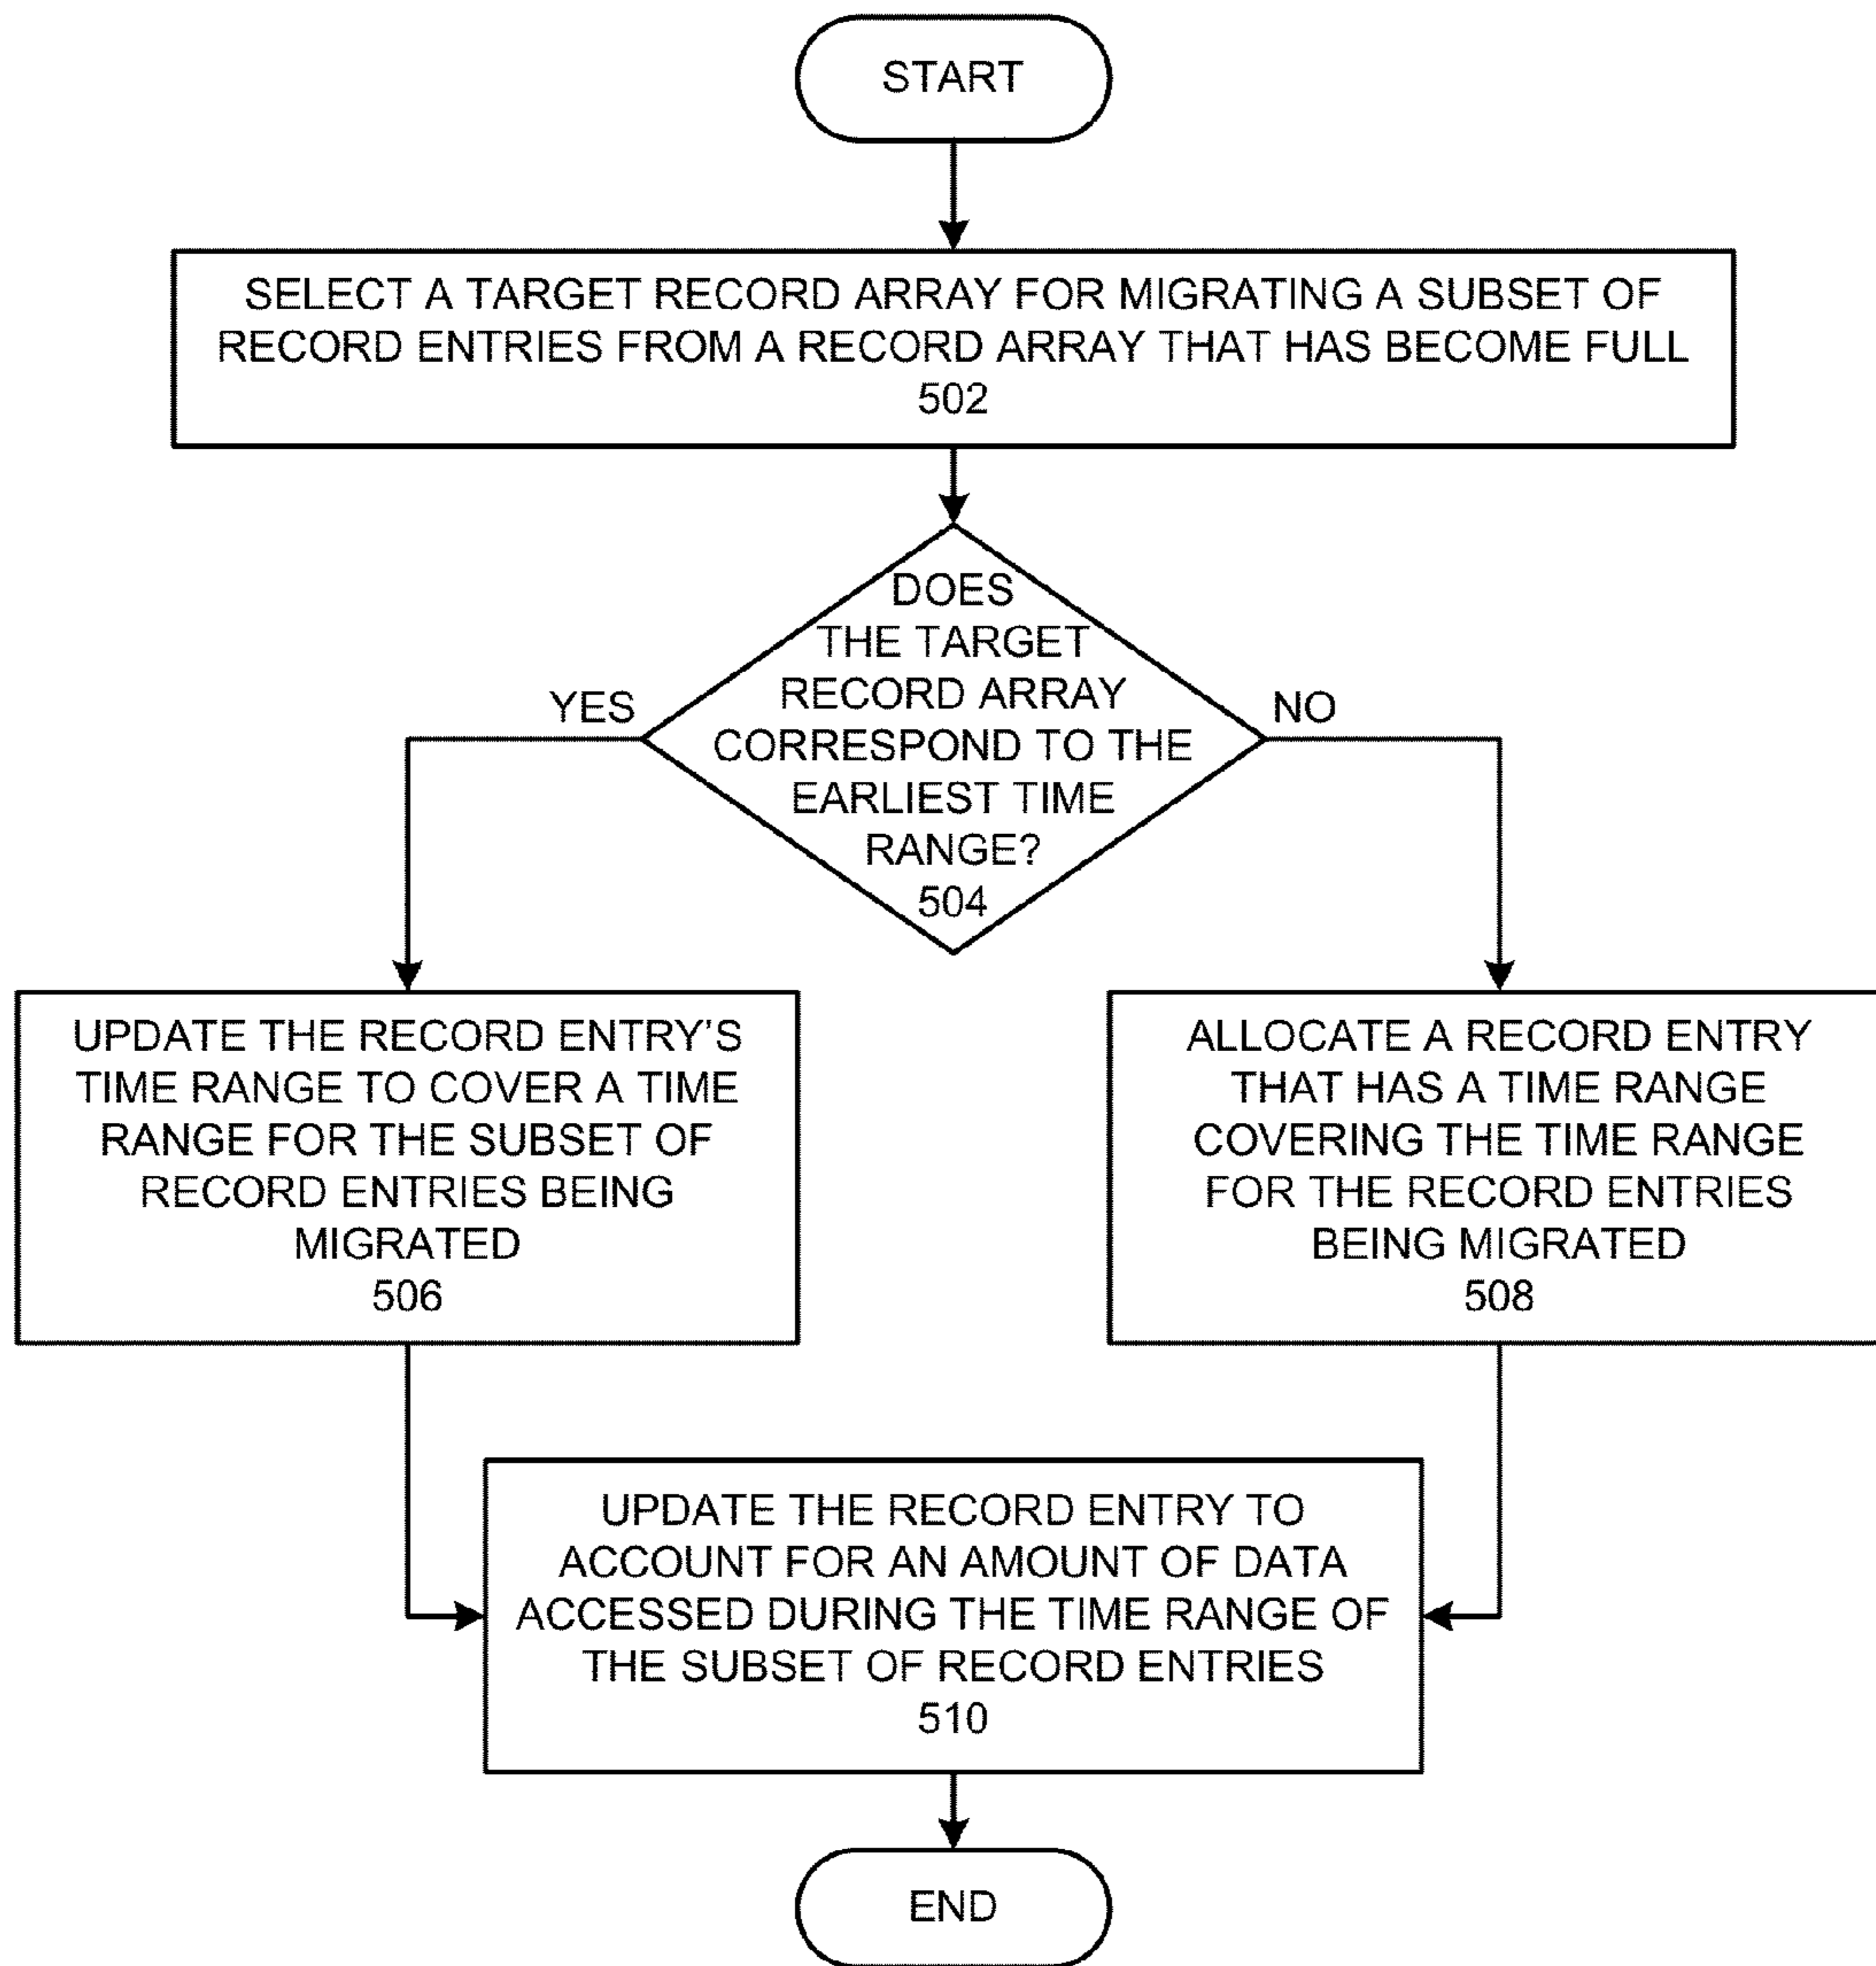 START
SELECT A TARGET RECORD ARRAY FOR MIGRATING A SUBSET OF
RECORD ENTRIES FROM A RECORD ARRAY THAT HAS BECOME FULL
502
DOES
THE TARGET
RECORD ARRAY
CORRESPOND TO THE
EARLIEST TIME
RANGE?
504
YES
NO
UPDATE THE RECORD ENTRY'S
TIME RANGE TO COVER A TIME
RANGE FOR THE SUBSET OF
RECORD ENTRIES BEING
MIGRATED
506
ALLOCATE A RECORD ENTRY
THAT HAS A TIME RANGE
COVERING THE TIME RANGE
FOR THE RECORD ENTRIES
BEING MIGRATED
508
UPDATE THE RECORD ENTRY TO
ACCOUNT FOR AN AMOUNT OF DATA
ACCESSED DURING THE TIME RANGE OF
THE SUBSET OF RECORD ENTRIES
510
END